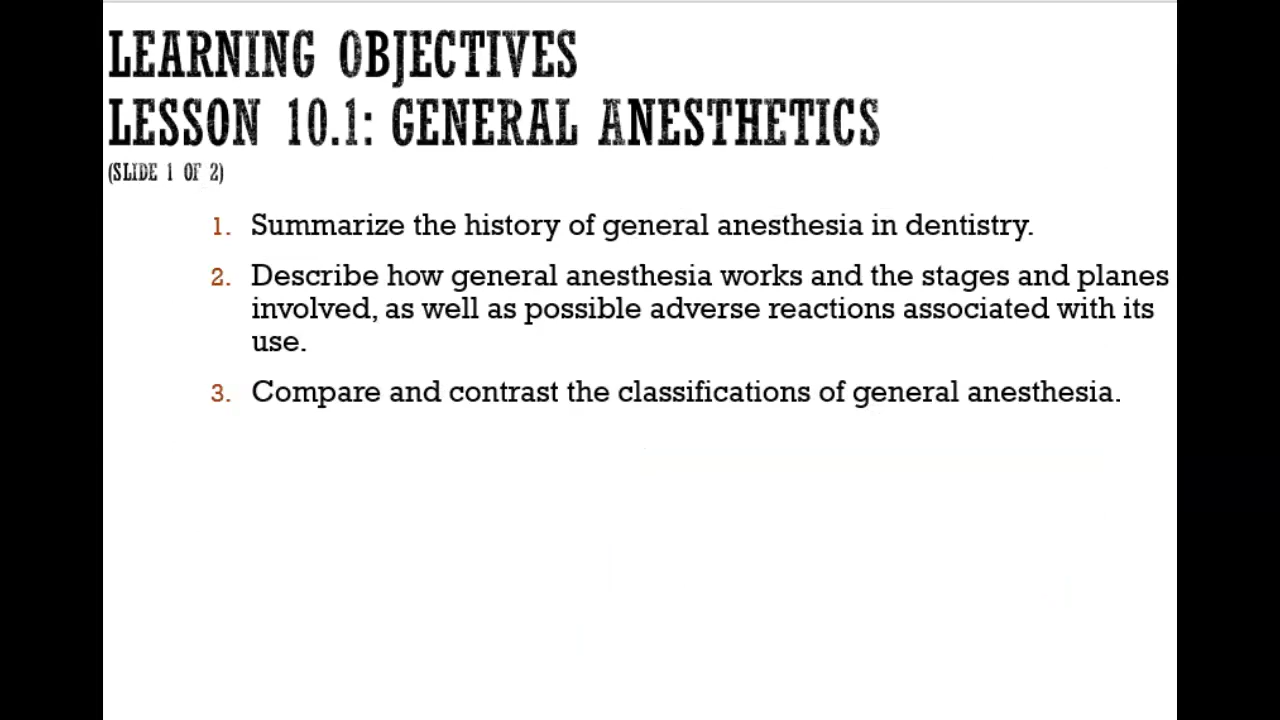 LEARNING OBJECTIVES
LESSON 10.1: GENERAL ANESTHETICS
(SLIDE 1 OF 2)
1. Summarize the history of general anesthesia in dentistry.
2. Describe how general anesthesia works and the stages and planes
involved, as well as possible adverse reactions associated with its
use.
3. Compare and contrast the classifications of general anesthesia.